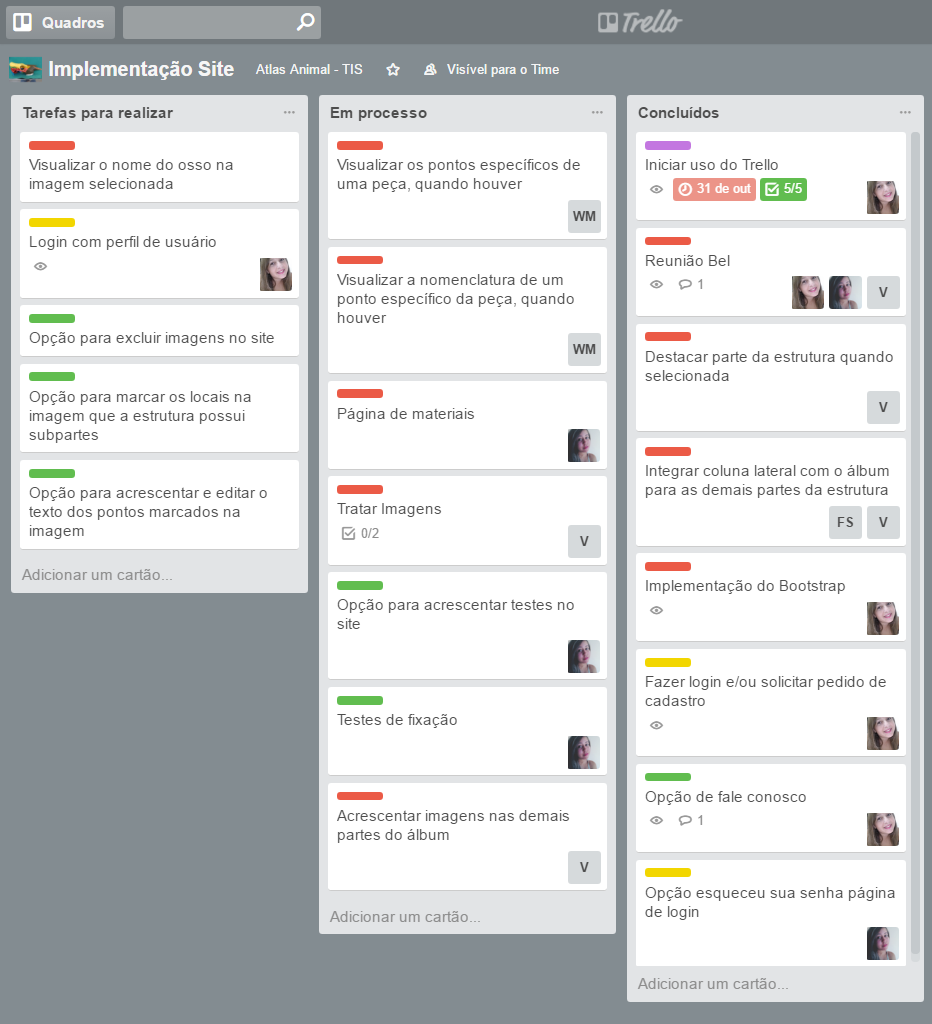 Quadros
Trello
Implementação Site
Atlas Animal - TIS
Visível para o Time
Tarefas para realizar
Visualizar o nome do osso na
imagem selecionada
Login com perfil de usuário
Opção para excluir imagens no site
Opção para marcar os locais na
imagem que a estrutura possui
subpartes
Opção para acrescentar e editar o
texto dos pontos marcados na
imagem
Adicionar um cartão...
Em processo
Visualizar os pontos específicos de
uma peça, quando houver
WM
Visualizar a nomenclatura de um
ponto específico da peça, quando
houver
WM
Página de materiais
Tratar Imagens
0/2
V
Opção para acrescentar testes no
site
Testes de fixação
Acrescentar imagens nas demais
partes do álbum
V
Adicionar um cartão...
Concluídos
Iniciar uso do Trello
31 de out
5/5
Reunião Bel
1
V
Destacar parte da estrutura quando
selecionada
V
Integrar coluna lateral com o álbum
para as demais partes da estrutura
FS
V
Implementação do Bootstrap
Fazer login e/ou solicitar pedido de
cadastro
Opção de fale conosco
1
Opção esqueceu sua senha página
de login
Adicionar um cartão...